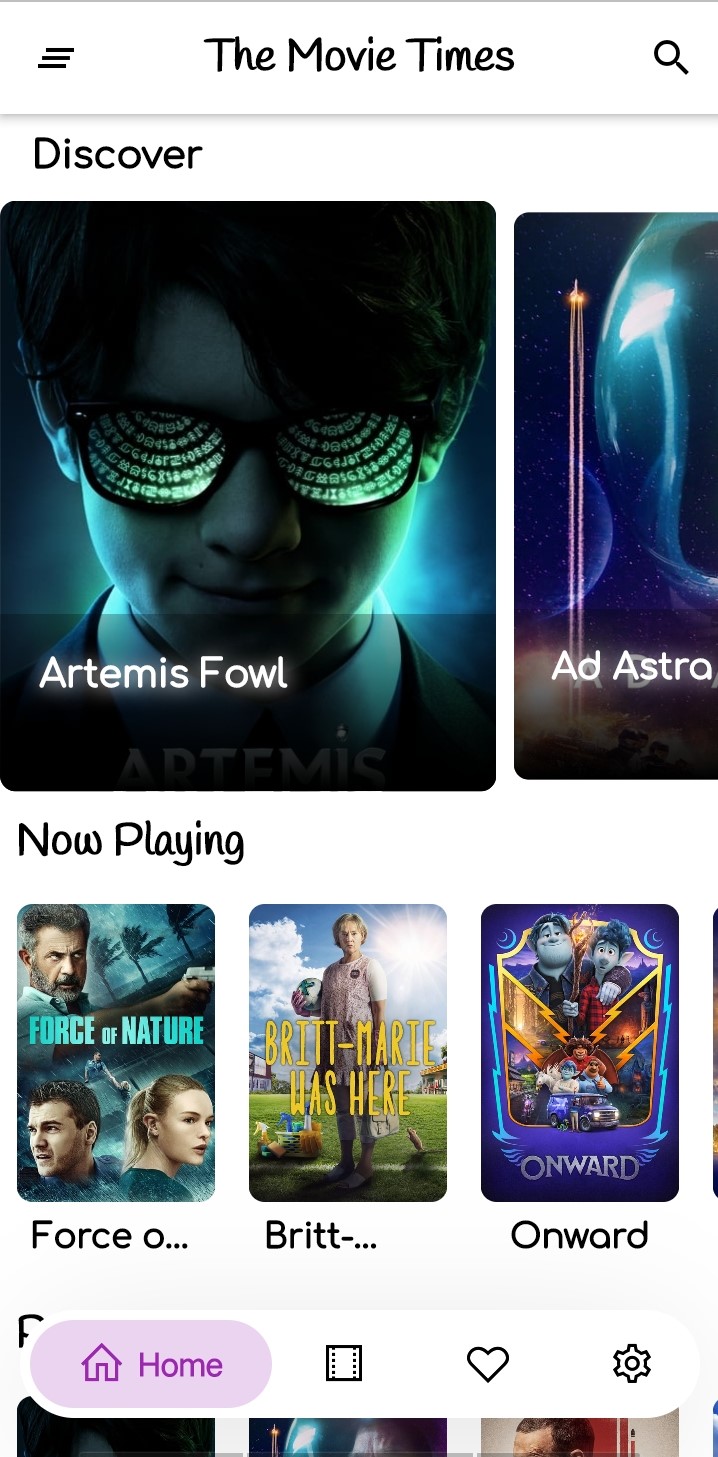 The Movie Times
Discover
Artemis Fowl
ARTEMIS
Ad Astra
Now Playing
FORCE OF NATURE
BRITT-MARIE
WAS HERE
ONWARD
Force o...
Britt-...
Onward
Home